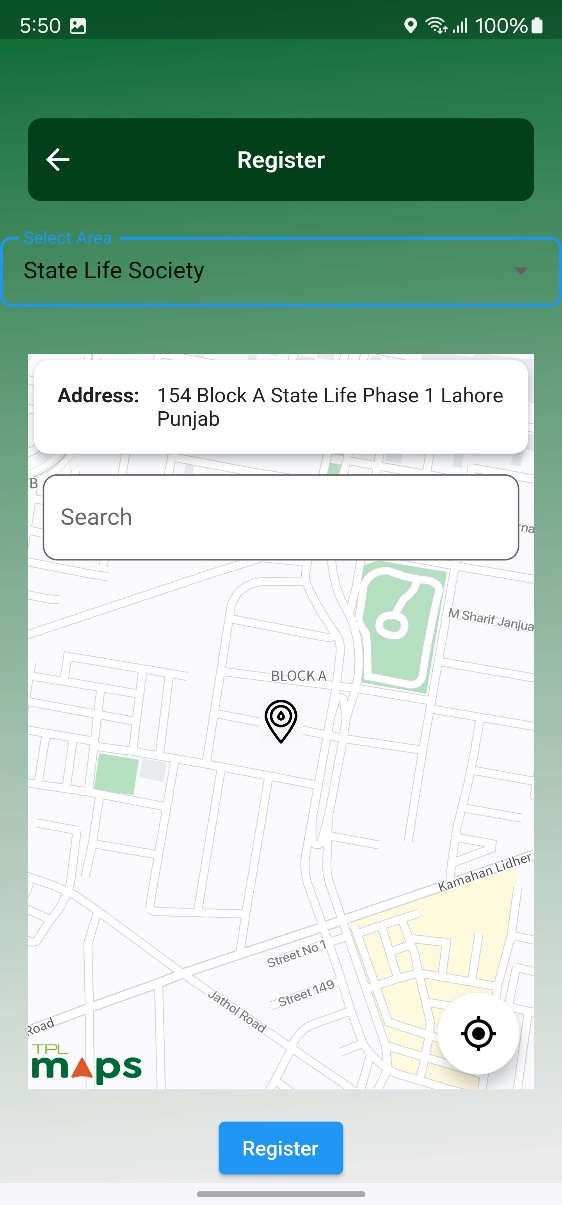 5:50 100%
Register
Select Area
State Life Society
Address: 154 Block A State Life Phase 1 Lahore
Punjab
B
Search
rna
M Sharif Janjua
BLOCK A
Kamahan Lidher
Street No.1
Street 149
Jathol Road
Road
TPL
maps
Register